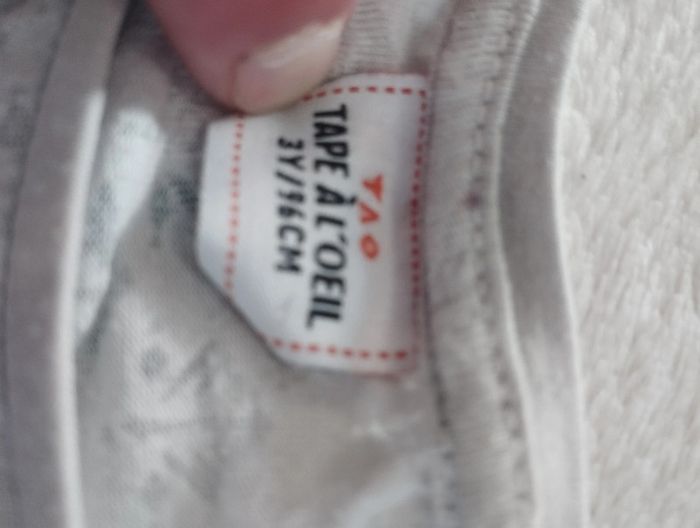 TAO
TAPE À L'OEIL
3Y/96CM